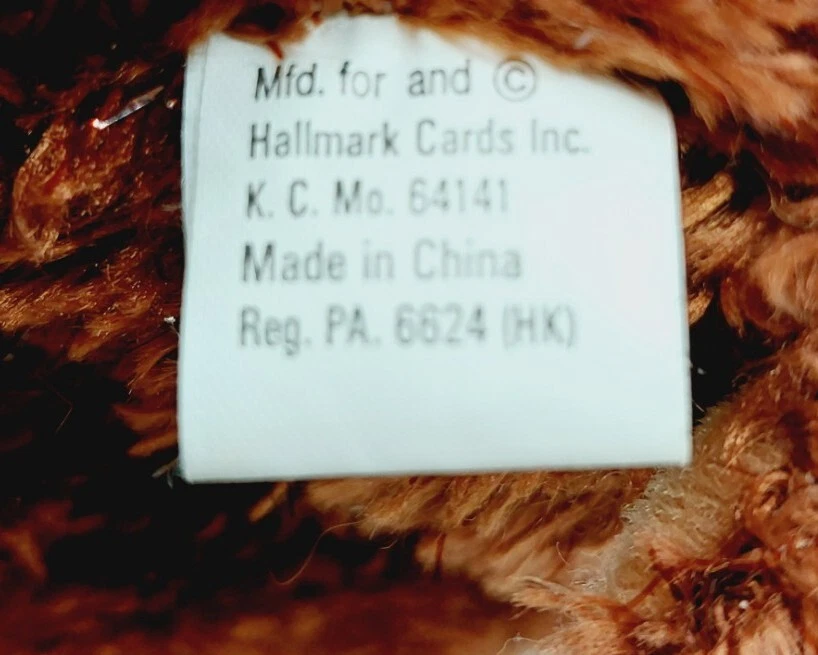 Mfd. for and ©
Hallmark Cards Inc.
K. C. Mo. 64141
Made in China
Reg. PA. 6624 (HK)